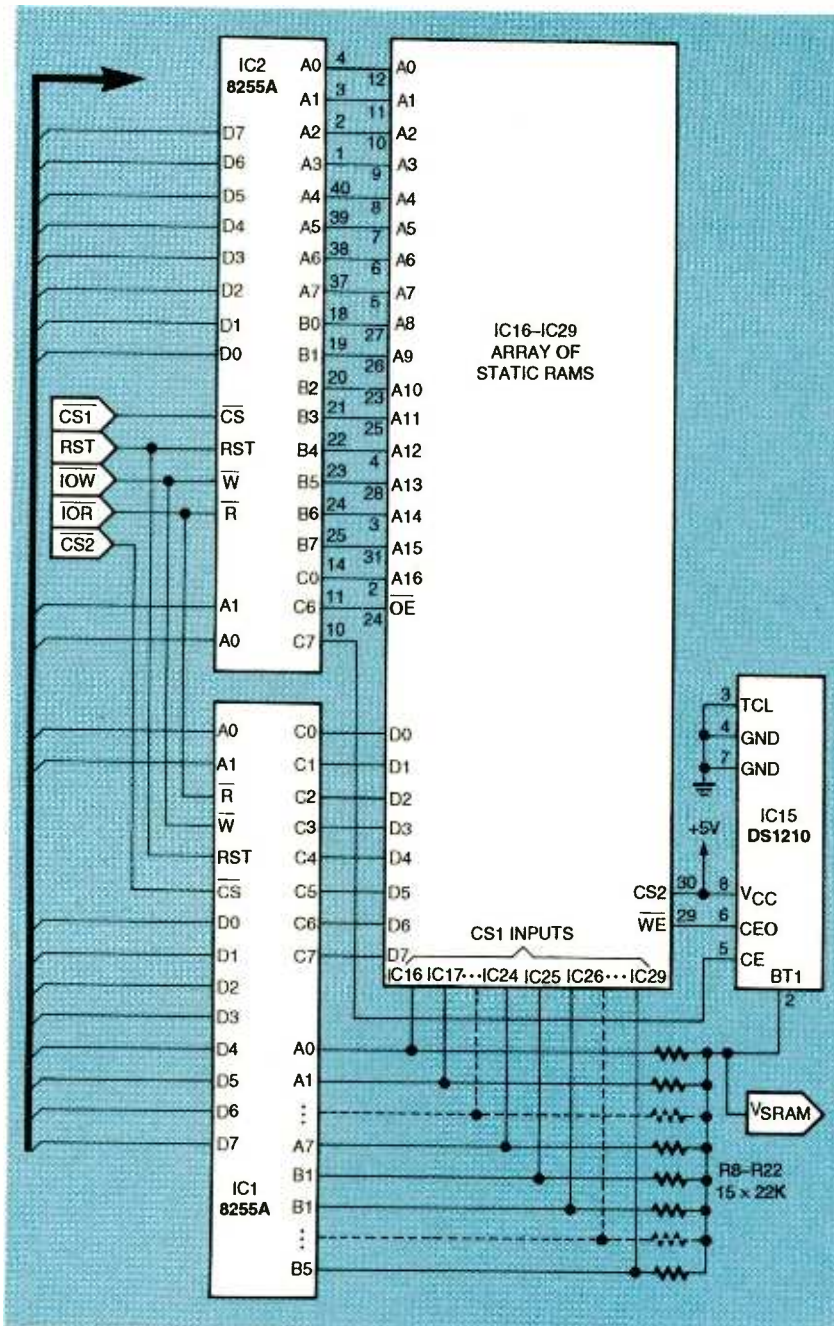 IC2
8255A
D7
D6
D5
D4
D3
D2
D1
D0
CS
RST
W
R
A1
A0
A0 4
A1 3
A2 2
A3 1
A4 40
A5 39
A6 38
A7 37
B0 18
B1 19
B2 20
B3 21
B4 22
B5 23
B6 24
B7 25
C0 14
C6 11
C7 10
CS1
RST
IOW
IOR
CS2
12 A0
11 A1
10 A2
9 A3
8 A4
7 A5
6 A6
5 A7
27 A8
26 A9
23 A10
25 A11
4 A12
28 A13
3 A14
31 A15
2 A16
24 OE
IC16–IC29
ARRAY OF
STATIC RAMS
D0
D1
D2
D3
D4
D5
D6
D7
CS2 30
WE 29
CS1 INPUTS
IC16 IC17 ··· IC24 IC25 IC26 ··· IC29
3 TCL
4 GND
7 GND
IC15
DS1210
+5V
8 VCC
6 CEO
5 CE
BT1
2
A0
A1
R
W
RST
CS
D0
D1
D2
D3
D4
D5
D6
D7
IC1
8255A
C0
C1
C2
C3
C4
C5
C6
C7
A0
A1
⋮
A7
B1
B1
⋮
B5
VSRAM
R8–R22
15 × 22K